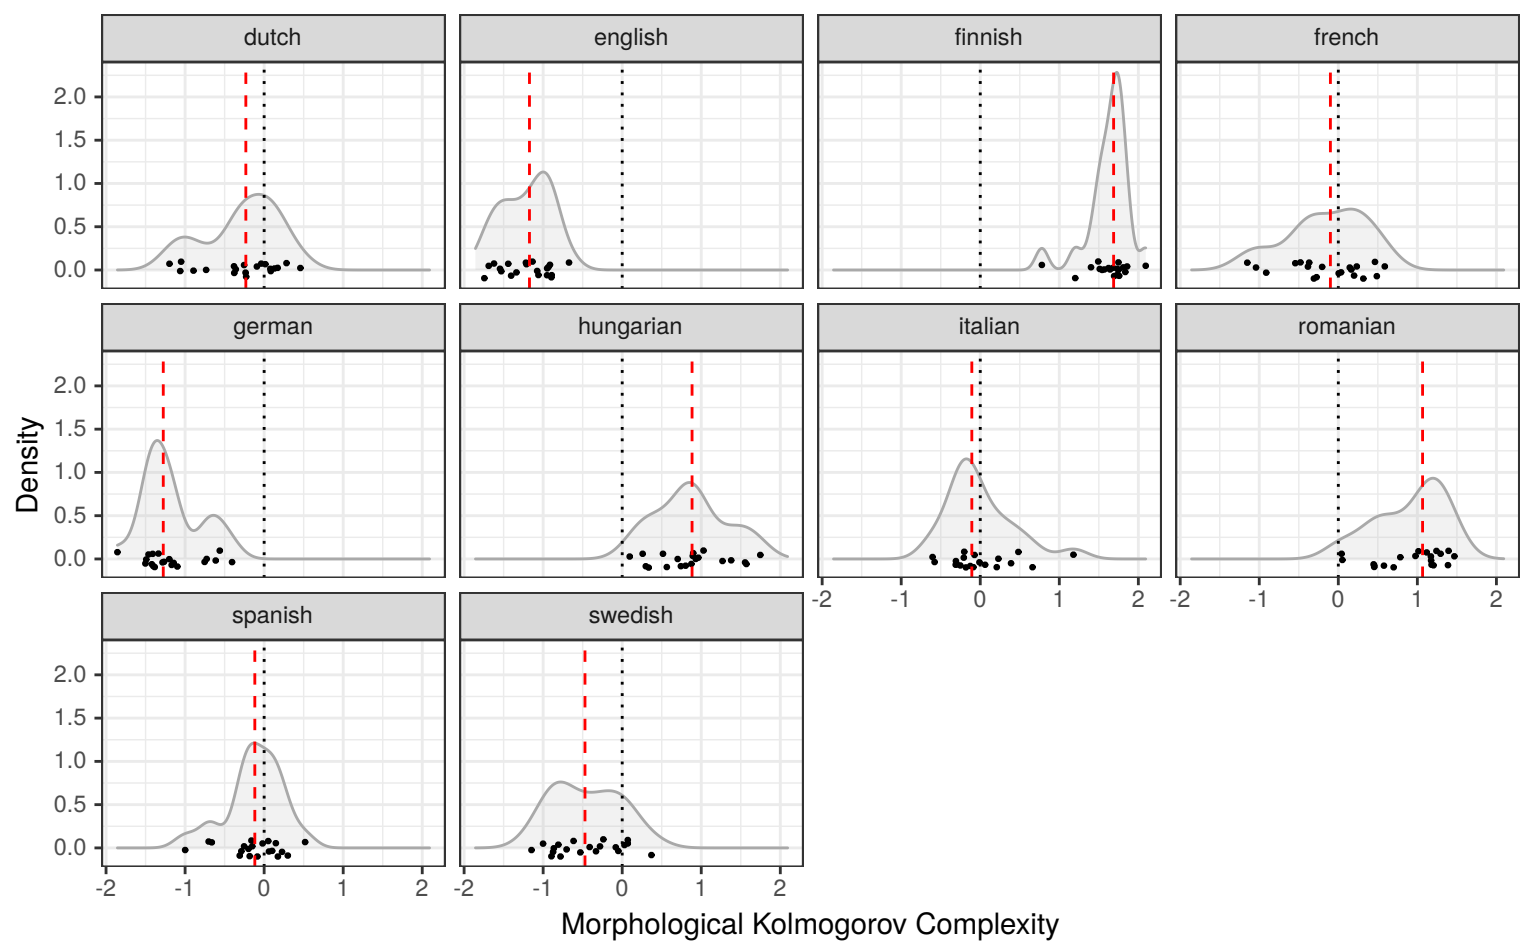 dutch english finnish french
2.0
1.5
1.0
0.5
0.0
german hungarian italian romanian
2.0
1.5
1.0
0.5
0.0
-2 -1 0 1 2 -2 -1 0 1 2
spanish swedish
2.0
1.5
1.0
0.5
0.0
-2 -1 0 1 2 -2 -1 0 1 2
Density
Morphological Kolmogorov Complexity